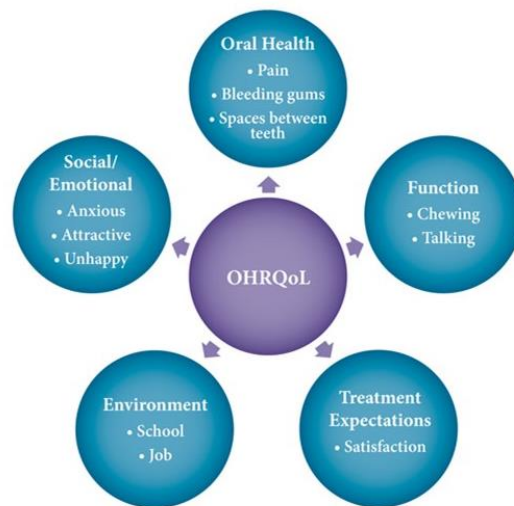 Oral Health
• Pain
• Bleeding gums
• Spaces between
teeth
Social/
Emotional
• Anxious
• Attractive
• Unhappy
Function
• Chewing
• Talking
OHRQoL
Environment
• School
• Job
Treatment
Expectations
• Satisfaction